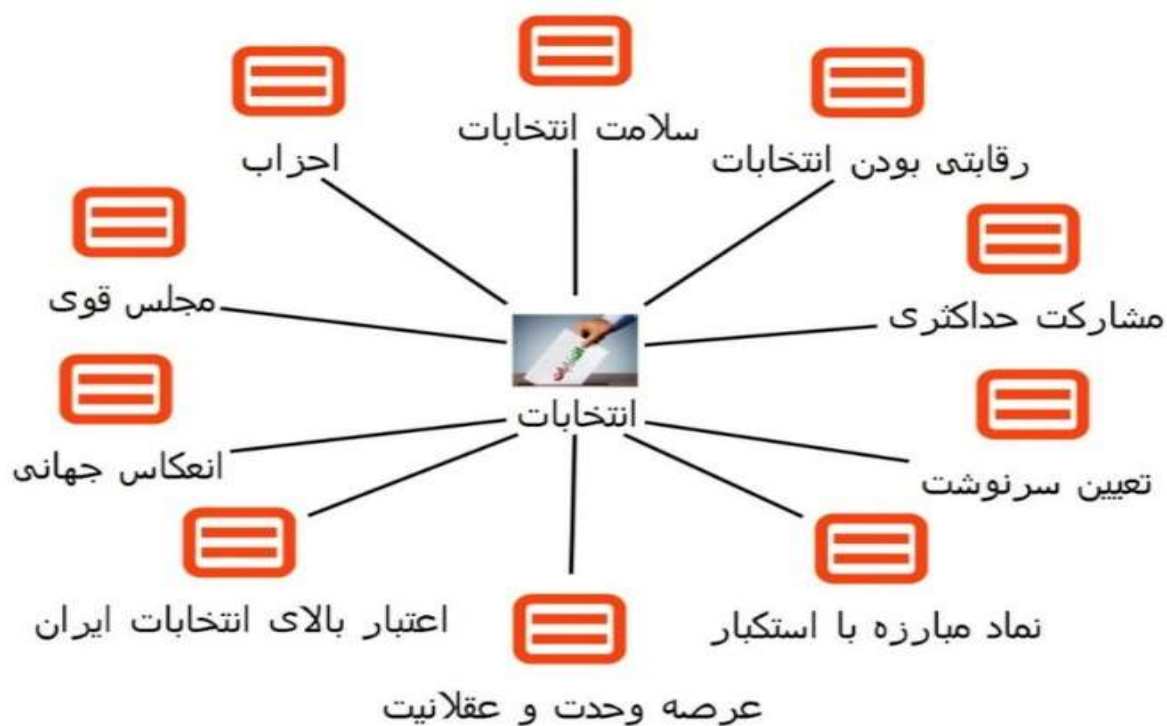 سلامت انتخابات
رقابتی بودن انتخابات
احزاب
مشارکت حداکثری
مجلس قوی
انتخابات
انتخابات
تعیین سرنوشت
انعکاس جهانی
نماد مبارزه با استکبار
اعتبار بالای انتخابات ایران
عرصه وحدت و عقلانیت